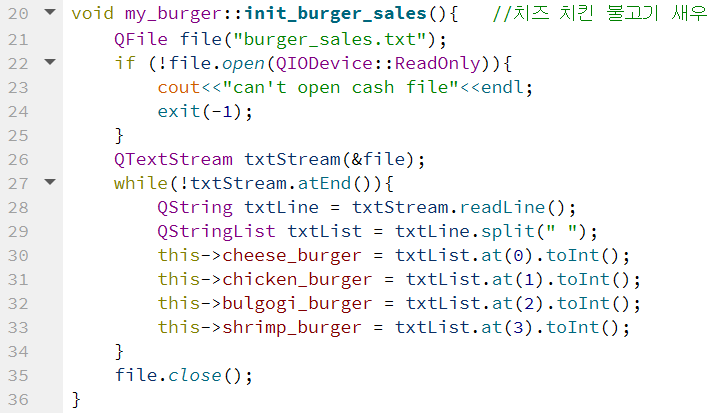 20 void my_burger::init_burger_sales(){   //치즈 치킨 불고기 새우
21     QFile file("burger_sales.txt");
22     if (!file.open(QIODevice::ReadOnly)){
23         cout<<"can't open cash file"<<endl;
24         exit(-1);
25     }
26     QTextStream txtStream(&file);
27     while(!txtStream.atEnd()){
28         QString txtLine = txtStream.readLine();
29         QStringList txtList = txtLine.split(" ");
30         this->cheese_burger = txtList.at(0).toInt();
31         this->chicken_burger = txtList.at(1).toInt();
32         this->bulgogi_burger = txtList.at(2).toInt();
33         this->shrimp_burger = txtList.at(3).toInt();
34     }
35     file.close();
36 }